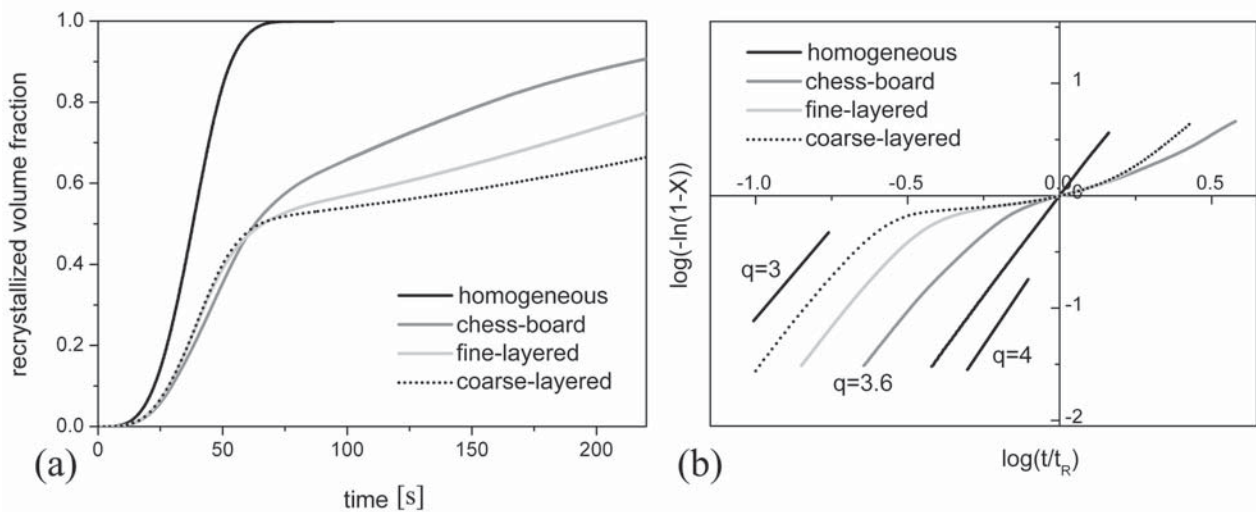 1.0
0.8
0.6
0.4
0.2
0.0
recrystallized volume fraction
homogeneous
chess-board
fine-layered
coarse-layered
0 50 100 150 200
time [s]
(a)
homogeneous
chess-board
fine-layered
coarse-layered
log(-ln(1-X))
1
-1.0 -0.5 0.0 0.5
0
-1
-2
q=3
q=3.6
q=4
log(t/tR)
(b)